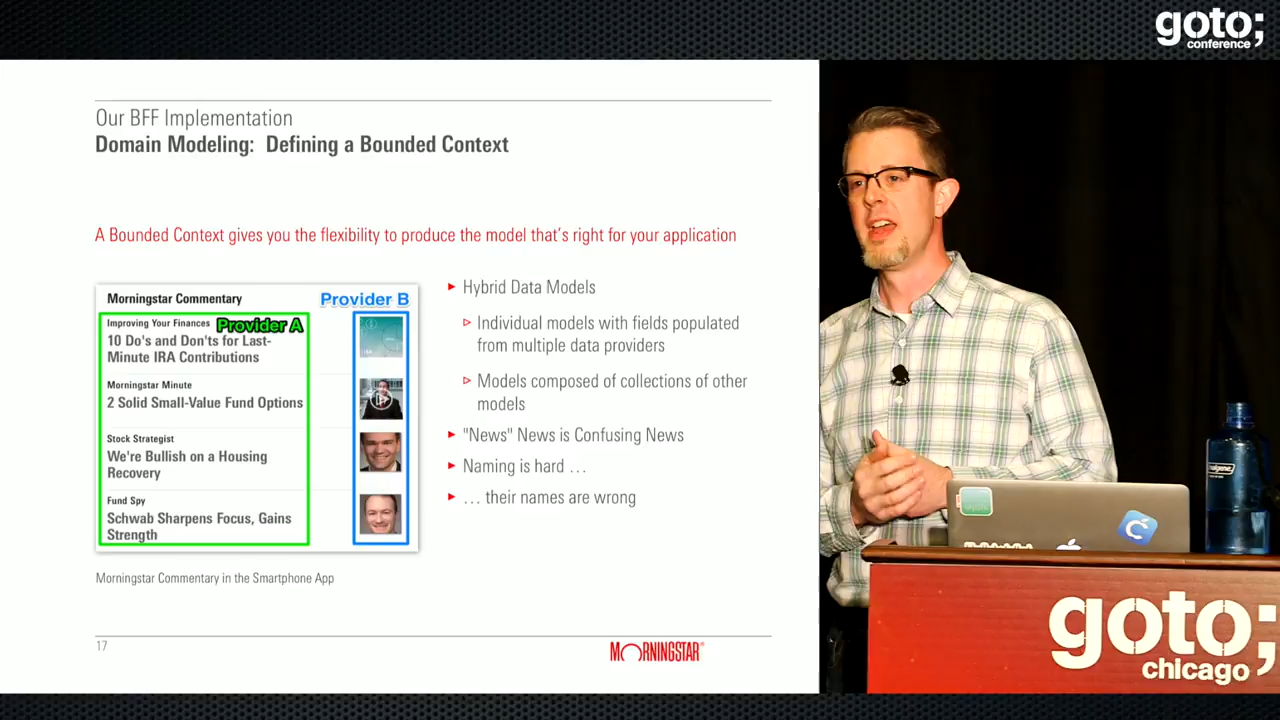 goto;
conference
Our BFF Implementation
Domain Modeling: Defining a Bounded Context
A Bounded Context gives you the flexibility to produce the model that's right for your application
Morningstar Commentary
Provider B
Improving Your Finances
Provider A
10 Do's and Don'ts for Last-
Minute IRA Contributions
Morningstar Minute
2 Solid Small-Value Fund Options
Stock Strategist
We're Bullish on a Housing
Recovery
Fund Spy
Schwab Sharpens Focus, Gains
Strength
Morningstar Commentary in the Smartphone App
Hybrid Data Models
Individual models with fields populated
from multiple data providers
Models composed of collections of other
models
"News" News is Confusing News
Naming is hard …
… their names are wrong
17
MORNINGSTAR®
nalgene
goto;
chicago